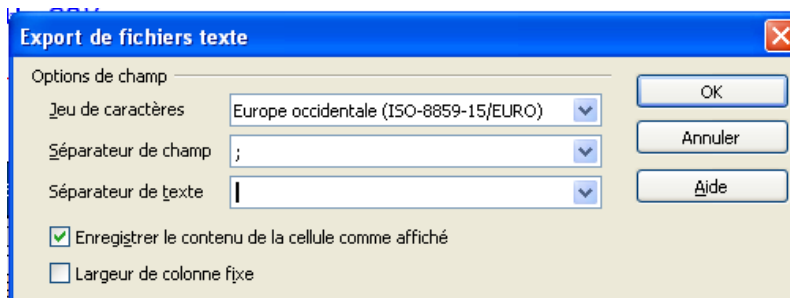 Export de fichiers texte
Options de champ
Jeu de caractères
Europe occidentale (ISO-8859-15/EURO)
OK
Séparateur de champ
;
Annuler
Séparateur de texte
Aide
Enregistrer le contenu de la cellule comme affiché
Largeur de colonne fixe